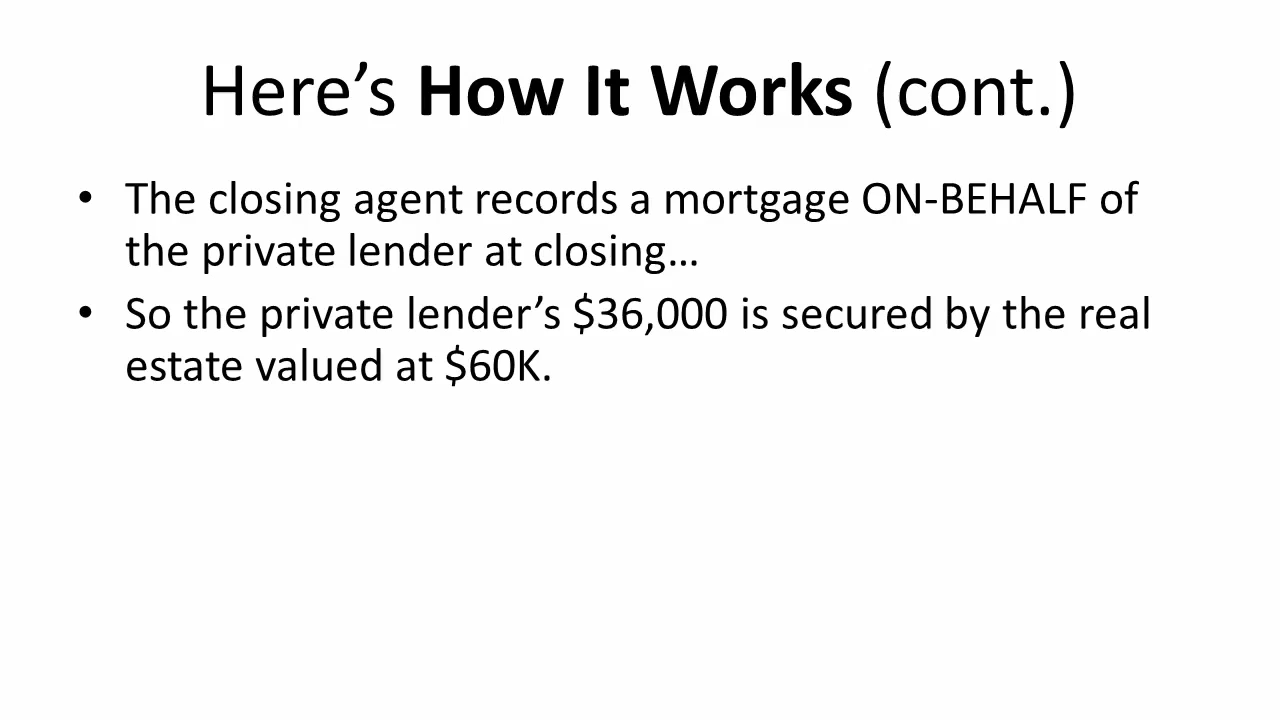 Here’s How It Works (cont.)
• The closing agent records a mortgage ON-BEHALF of
the private lender at closing…
• So the private lender’s $36,000 is secured by the real
estate valued at $60K.